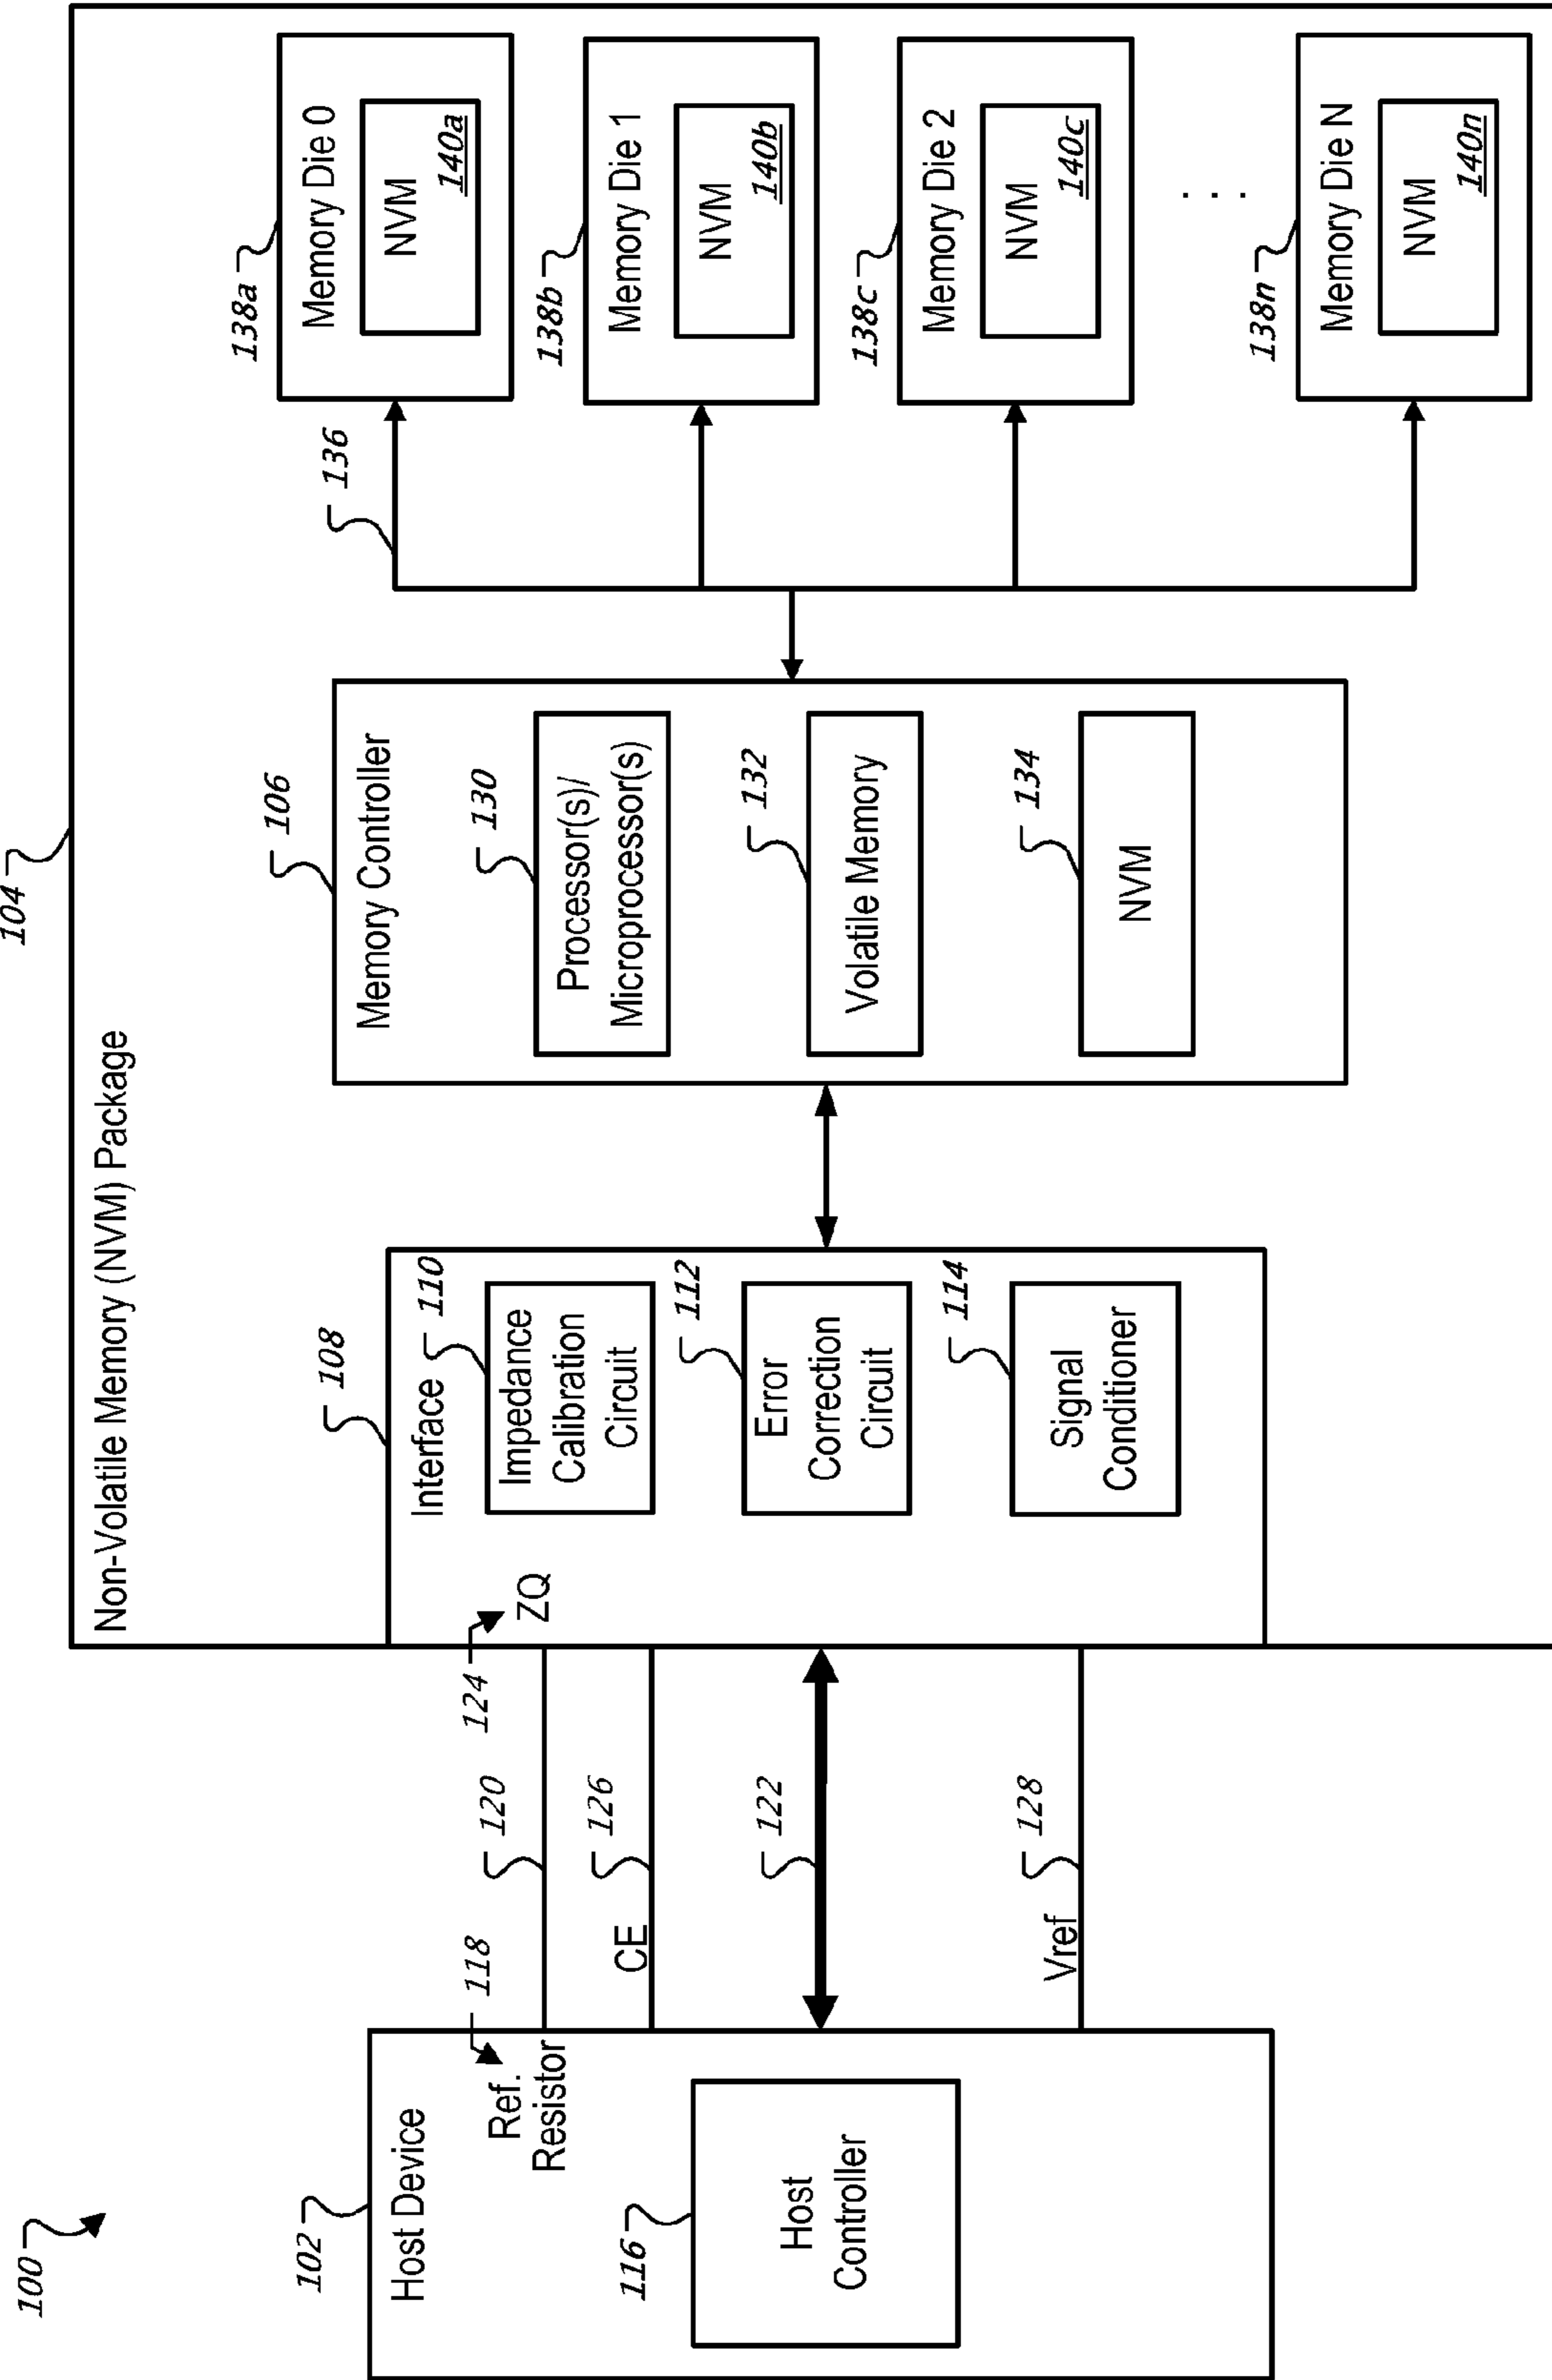 100
102
Host Device
118
Ref.
Resistor
116
Host
Controller
120
CE
126
122
Vref
128
104
Non-Volatile Memory (NVM) Package
124
ZQ
108
Interface
110
Impedance
Calibration
Circuit
112
Error
Correction
Circuit
114
Signal
Conditioner
106
Memory Controller
130
Processor(s)/
Microprocessor(s)
132
Volatile Memory
134
NVM
136
138a
Memory Die 0
NVM
140a
138b
Memory Die 1
NVM
140b
138c
Memory Die 2
NVM
140c
. . .
138n
Memory Die N
NVM
140n